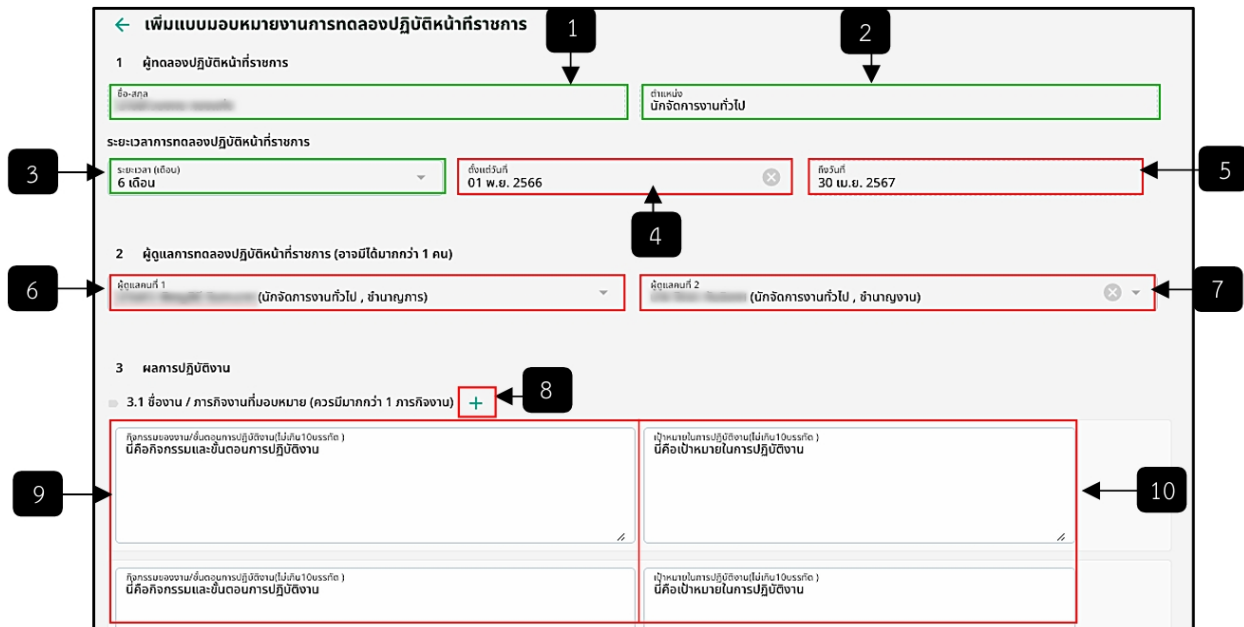 ← เพิ่มแบบมอบหมายงานการทดลองปฏิบัติหน้าที่ราชการ
1
2
1 ผู้ทดลองปฏิบัติหน้าที่ราชการ
ชื่อ-สกุล
ตำแหน่ง
นักจัดการงานทั่วไป
ระยะเวลาการทดลองปฏิบัติหน้าที่ราชการ
3
ระยะเวลา (เดือน)
6 เดือน
ตั้งแต่วันที่
01 พ.ย. 2566
ถึงวันที่
30 เม.ย. 2567
5
4
2 ผู้ดูแลการทดลองปฏิบัติหน้าที่ราชการ (อาจมีได้มากกว่า 1 คน)
6
ผู้ดูแลคนที่ 1
(นักจัดการงานทั่วไป , ชำนาญการ)
ผู้ดูแลคนที่ 2
(นักจัดการงานทั่วไป , ชำนาญงาน)
7
3 ผลการปฏิบัติงาน
8
3.1 ชื่องาน / ภารกิจงานที่มอบหมาย (ควรมีมากกว่า 1 ภารกิจงาน) +
กิจกรรมของงาน/ขั้นตอนการปฏิบัติงาน(ไม่เกิน10บรรทัด )
นี่คือกิจกรรมและขั้นตอนการปฏิบัติงาน
เป้าหมายในการปฏิบัติงาน(ไม่เกิน10บรรทัด )
นี่คือเป้าหมายในการปฏิบัติงาน
9
10
กิจกรรมของงาน/ขั้นตอนการปฏิบัติงาน(ไม่เกิน10บรรทัด )
นี่คือกิจกรรมและขั้นตอนการปฏิบัติงาน
เป้าหมายในการปฏิบัติงาน(ไม่เกิน10บรรทัด )
นี่คือเป้าหมายในการปฏิบัติงาน